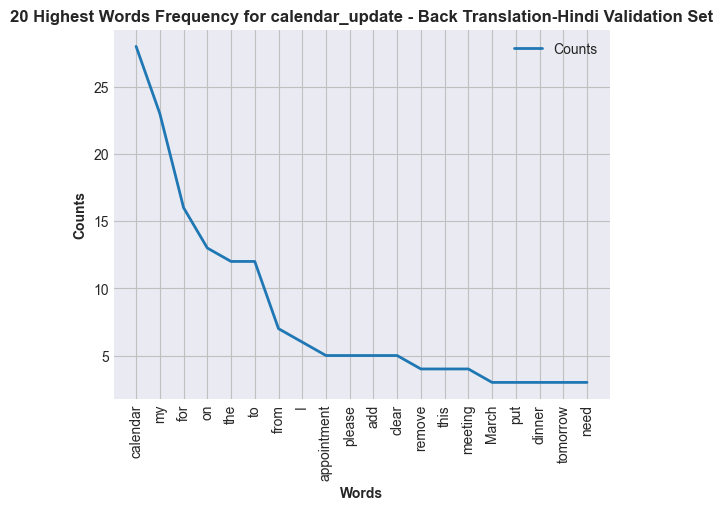 20 Highest Words Frequency for calendar_update - Back Translation-Hindi Validation Set
Counts
25
20
15
10
5
Counts
calendar
my
for
on
the
to
from
I
appointment
please
add
clear
remove
this
meeting
March
put
dinner
tomorrow
need
Words